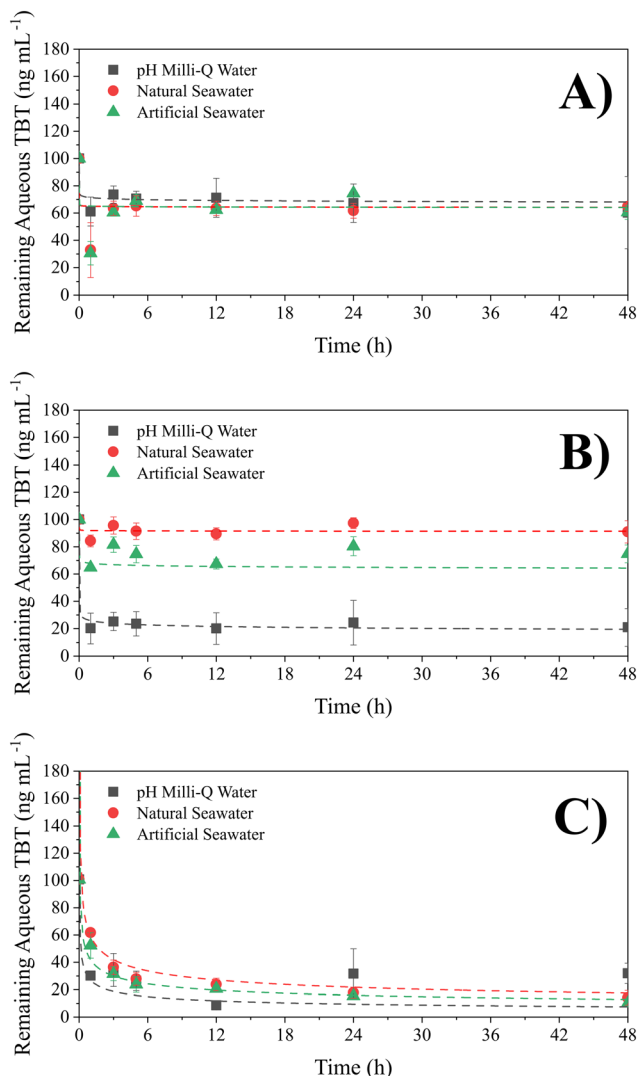 A)
Remaining Aqueous TBT (ng mL⁻¹)
180
160
140
120
100
80
60
40
20
0
pH Milli-Q Water
Natural Seawater
Artificial Seawater
0 6 12 18 24 30 36 42 48
Time (h)
B)
Remaining Aqueous TBT (ng mL⁻¹)
180
160
140
120
100
80
60
40
20
0
pH Milli-Q Water
Natural Seawater
Artificial Seawater
0 6 12 18 24 30 36 42 48
Time (h)
C)
Remaining Aqueous TBT (ng mL⁻¹)
180
160
140
120
100
80
60
40
20
0
pH Milli-Q Water
Natural Seawater
Artificial Seawater
0 6 12 18 24 30 36 42 48
Time (h)